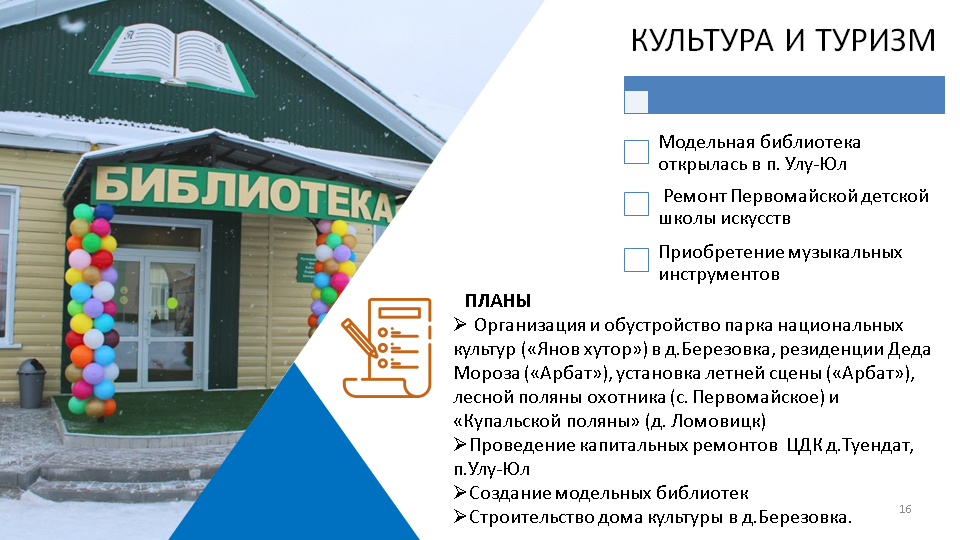 КУЛЬТУРА И ТУРИЗМ
БИБЛИОТЕКА
Модельная библиотека
открылась в п. Улу-Юл
Ремонт Первомайской детской
школы искусств
Приобретение музыкальных
инструментов
ПЛАНЫ
➢ Организация и обустройство парка национальных
культур («Янов хутор») в д.Березовка, резиденции Деда
Мороза («Арбат»), установка летней сцены («Арбат»),
лесной поляны охотника (с. Первомайское) и
«Купальской поляны» (д. Ломовицк)
➢Проведение капитальных ремонтов ЦДК д.Туендат,
п.Улу-Юл
➢Создание модельных библиотек
➢Строительство дома культуры в д.Березовка.
16